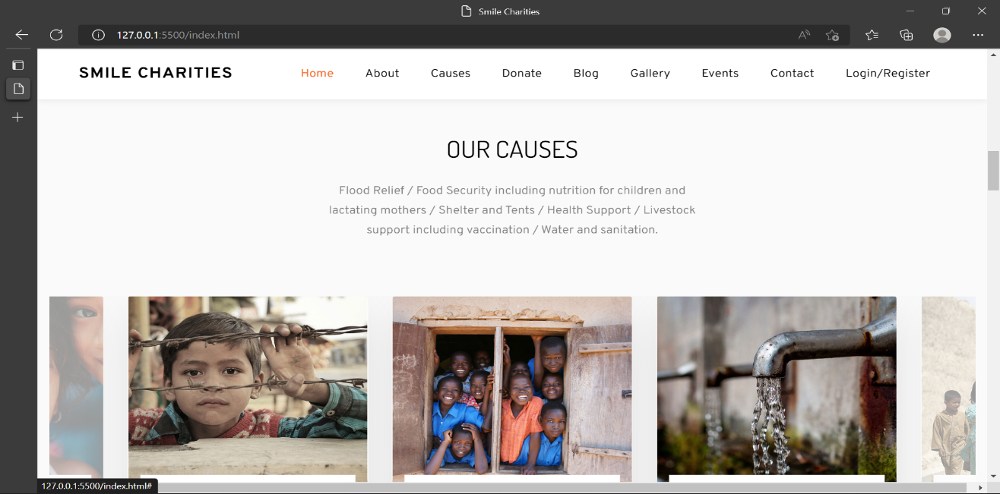 Smile Charities
127.0.0.1:5500/index.html
SMILE CHARITIES
Home About Causes Donate Blog Gallery Events Contact Login/Register
OUR CAUSES
Flood Relief / Food Security including nutrition for children and
lactating mothers / Shelter and Tents / Health Support / Livestock
support including vaccination / Water and sanitation.
127.0.0.1:5500/index.html#